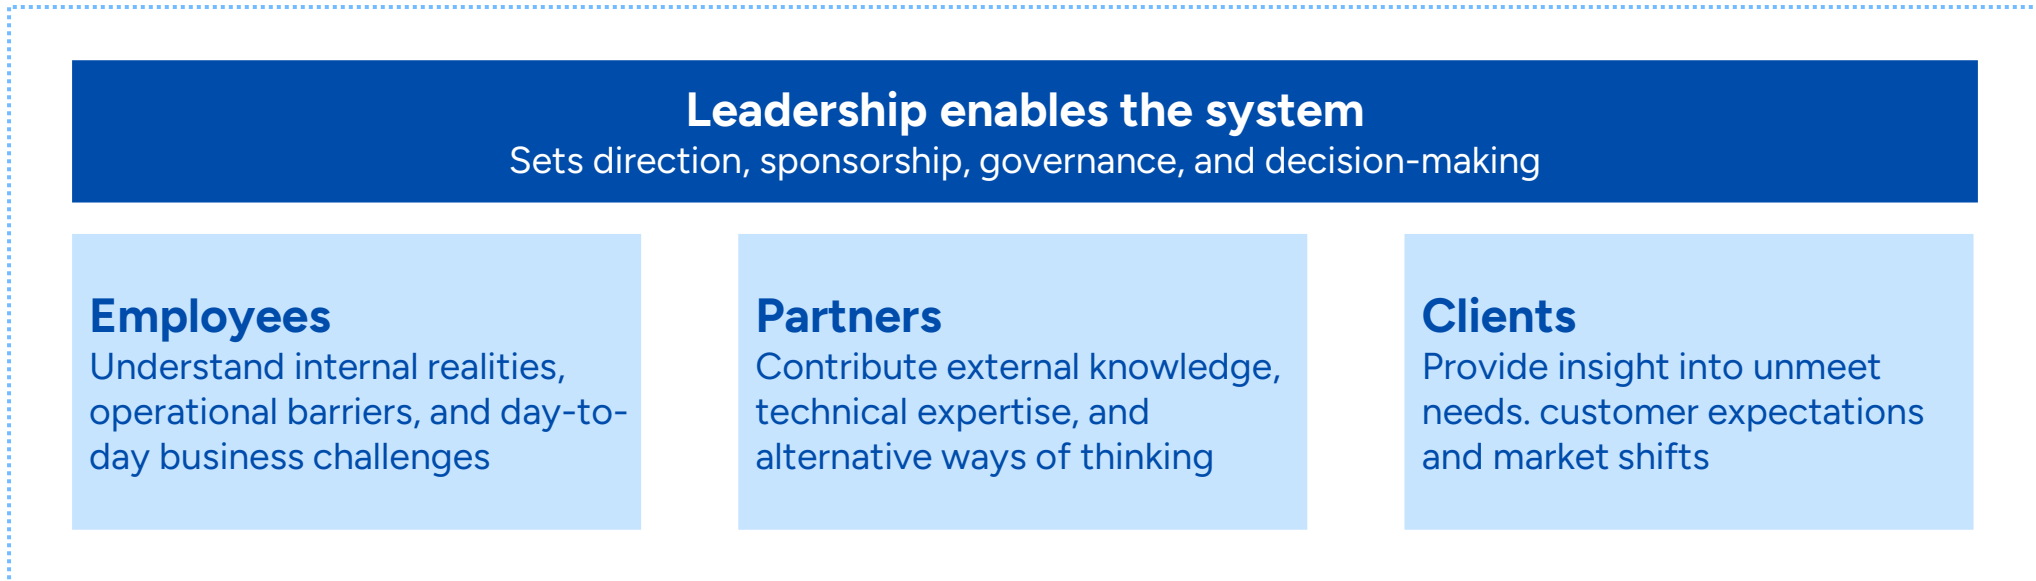 Leadership enables the system
Sets direction, sponsorship, governance, and decision-making
Employees
Understand internal realities,
operational barriers, and day-to-
day business challenges
Partners
Contribute external knowledge,
technical expertise, and
alternative ways of thinking
Clients
Provide insight into unmeet
needs. customer expectations
and market shifts